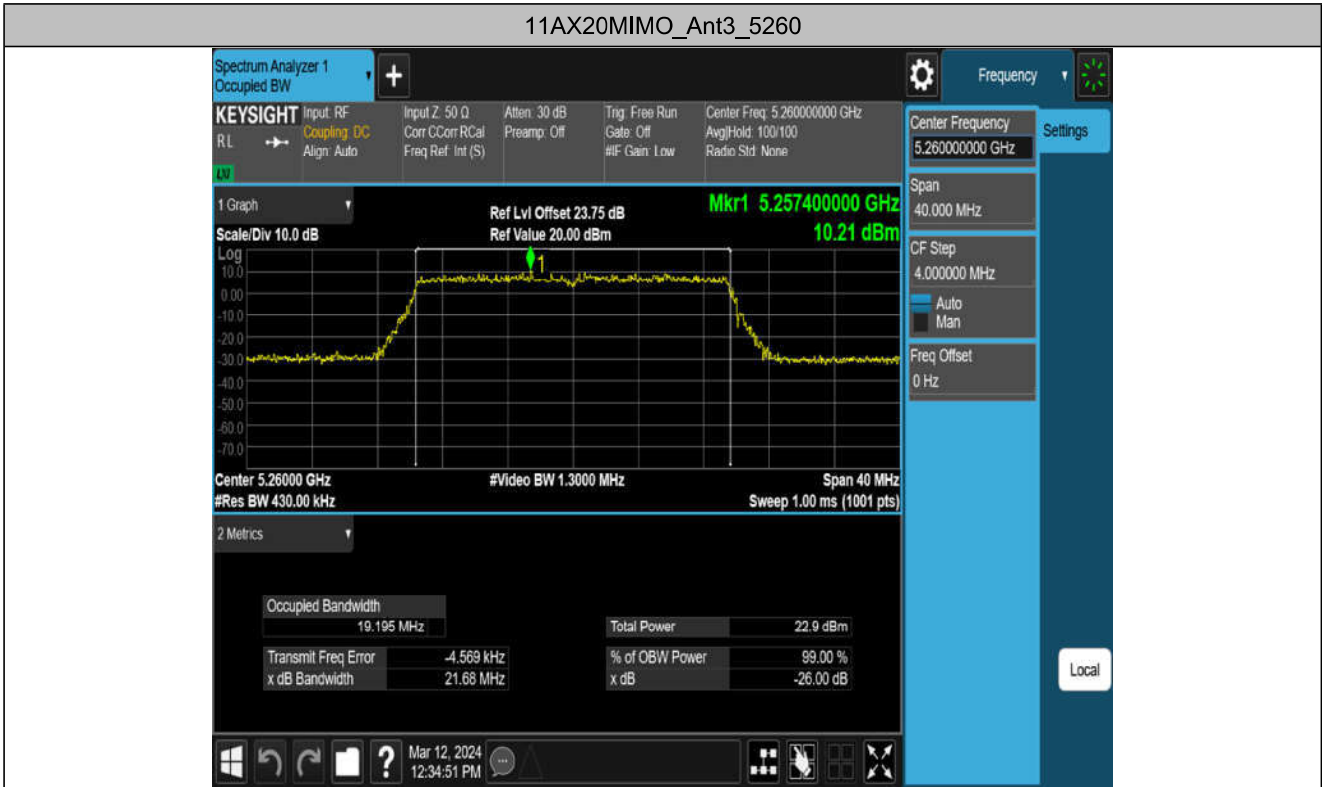 11AX20MIMO_Ant3_5260
Spectrum Analyzer 1
Occupied BW
+
Frequency
KEYSIGHT
RL
LXI
Input: RF
Coupling: DC
Align: Auto
Input Z: 50 Ω
Corr CCorr RCal
Freq Ref: Int (S)
Atten: 30 dB
Preamp: Off
Trig: Free Run
Gate: Off
#IF Gain: Low
Center Freq: 5.260000000 GHz
Avg|Hold: 100/100
Radio Std: None
Center Frequency
5.260000000 GHz
Settings
Span
40.000 MHz
CF Step
4.000000 MHz
Auto
Man
Freq Offset
0 Hz
Local
1 Graph
Scale/Div 10.0 dB
Ref Lvl Offset 23.75 dB
Ref Value 20.00 dBm
Mkr1 5.257400000 GHz
10.21 dBm
Log
1
10.0
0.00
-10.0
-20.0
-30.0
-40.0
-50.0
-60.0
-70.0
Center 5.26000 GHz
#Video BW 1.3000 MHz
Span 40 MHz
#Res BW 430.00 kHz
Sweep 1.00 ms (1001 pts)
2 Metrics
Occupied Bandwidth
19.195 MHz
Total Power 22.9 dBm
Transmit Freq Error -4.569 kHz
% of OBW Power 99.00 %
x dB Bandwidth 21.68 MHz
x dB -26.00 dB
?
Mar 12, 2024
12:34:51 PM